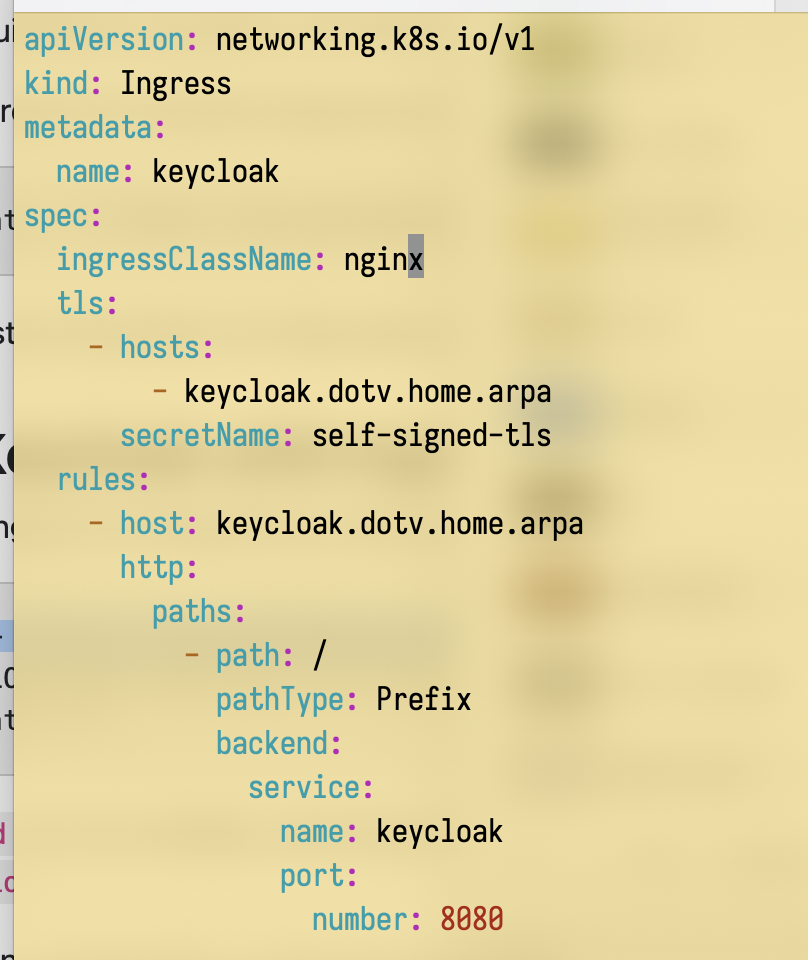 apiVersion: networking.k8s.io/v1
kind: Ingress
metadata:
  name: keycloak
spec:
  ingressClassName: nginx
  tls:
    - hosts:
        - keycloak.dotv.home.arpa
      secretName: self-signed-tls
  rules:
    - host: keycloak.dotv.home.arpa
      http:
        paths:
          - path: /
            pathType: Prefix
            backend:
              service:
                name: keycloak
                port:
                  number: 8080